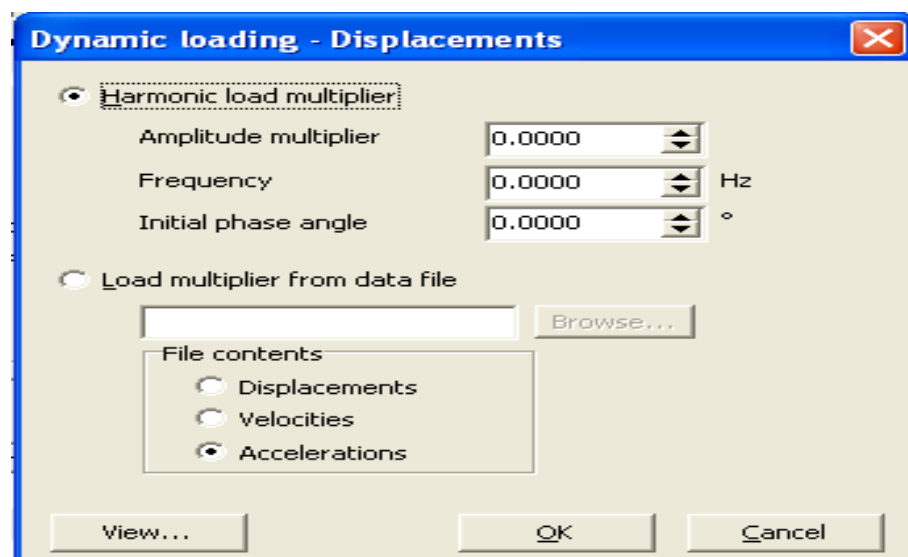 Dynamic loading - Displacements
Harmonic load multiplier
Amplitude multiplier 0.0000
Frequency 0.0000 Hz
Initial phase angle 0.0000 °
Load multiplier from data file
Browse...
File contents
Displacements
Velocities
Accelerations
View... OK Cancel